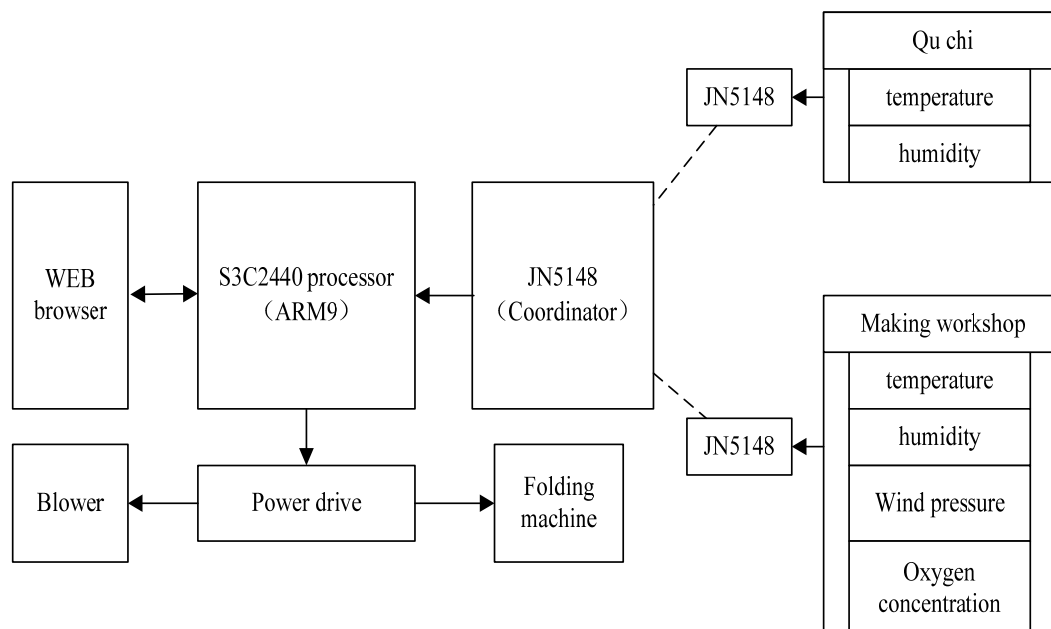 Qu chi
JN5148
temperature
humidity
WEB
browser
S3C2440 processor
（ARM9）
JN5148
（Coordinator）
Making workshop
temperature
JN5148
humidity
Blower
Power drive
Folding
machine
Wind pressure
Oxygen
concentration